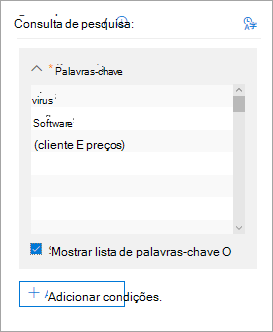 Consulta de pesquisa:
* Palavras-chave
vírus
Software
(cliente E preços)
Mostrar lista de palavras-chave O
+ Adicionar condições.